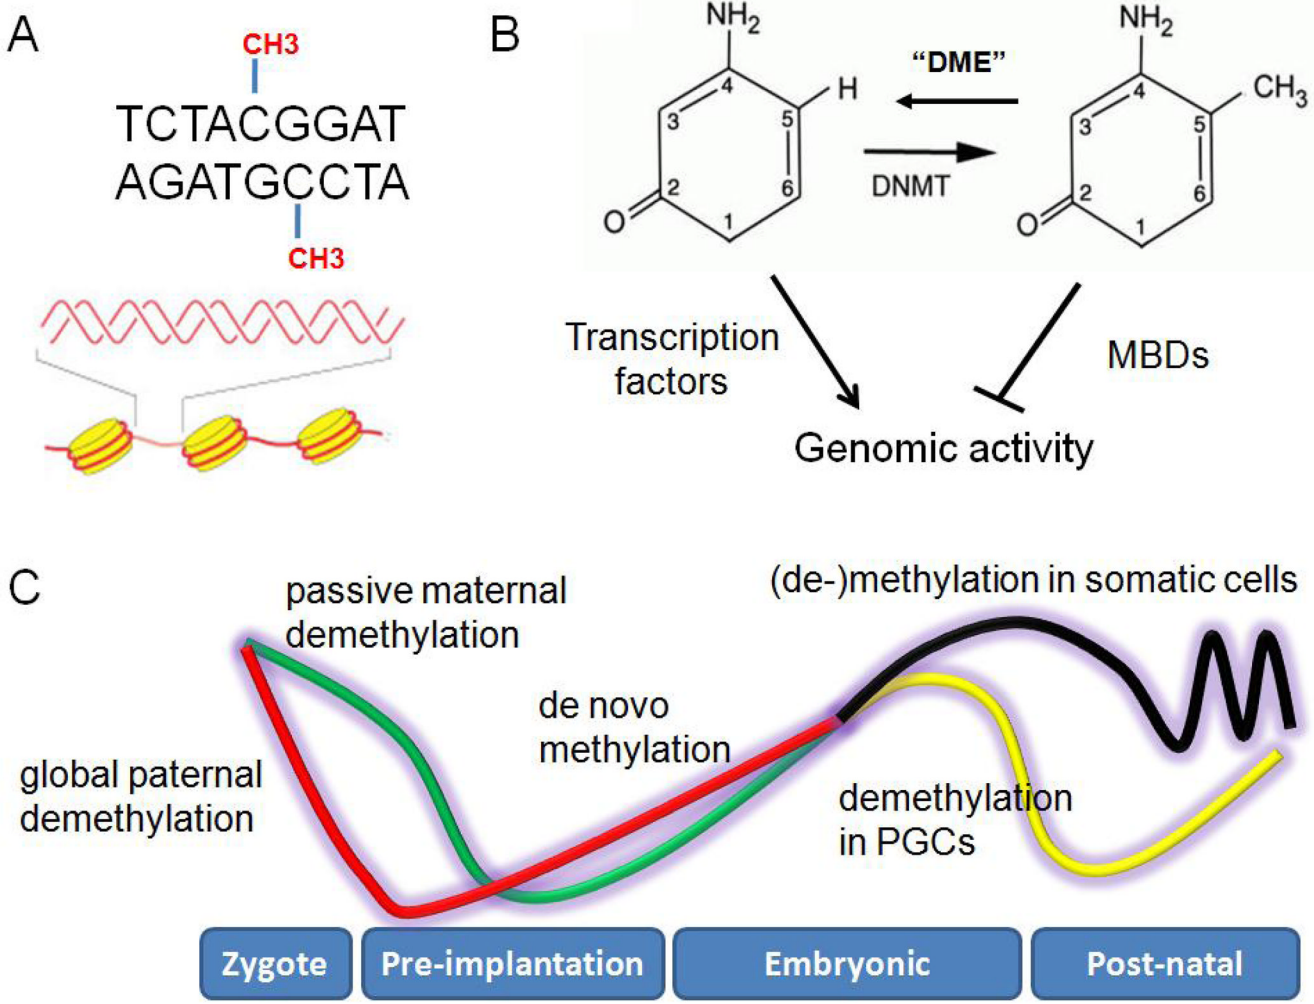 A
CH3
TCTACGGAT
AGATGCCTA
CH3
B
NH2
4
H
3
5
2
6
O
1
"DME"
DNMT
NH2
4
CH3
3
5
2
6
O
1
Transcription
factors
MBDs
Genomic activity
C
passive maternal
demethylation
(de-)methylation in somatic cells
global paternal
demethylation
de novo
methylation
demethylation
in PGCs
Zygote
Pre-implantation
Embryonic
Post-natal